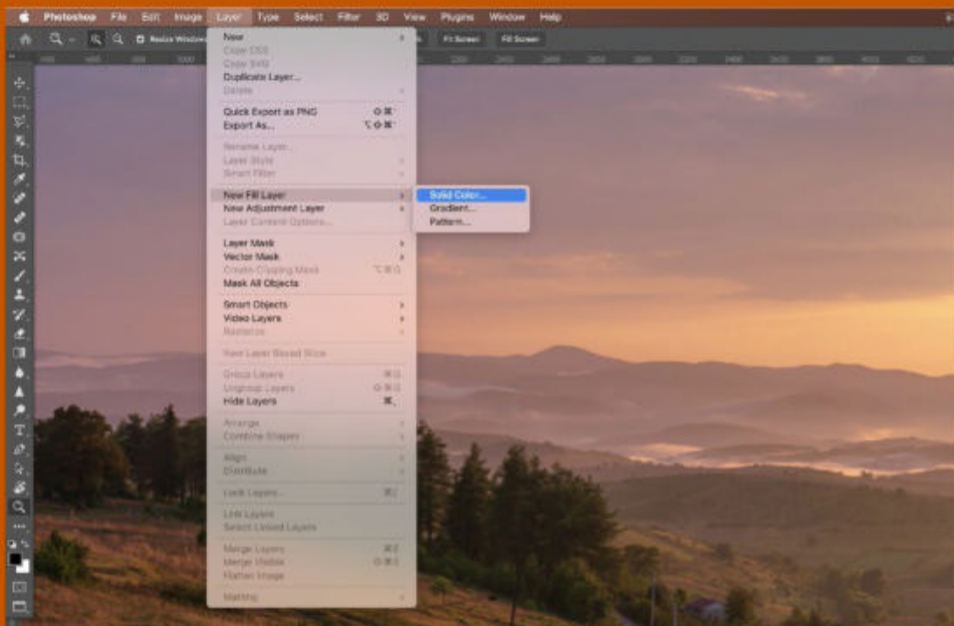 Photoshop File Edit Image Layer Type Select Filter 3D View Plugins Window Help
Resize Windows Fit Screen Fill Screen
New
Copy CSS
Copy SVG
Duplicate Layer...
Delete
Quick Export as PNG ⇧⌘'
Export As... ⌥⇧⌘'
Rename Layer...
Layer Style
Smart Filter
New Fill Layer
Solid Color...
New Adjustment Layer
Gradient...
Layer Content Options...
Pattern...
Layer Mask
Vector Mask
Create Clipping Mask ⌥⌘G
Mask All Objects
Smart Objects
Video Layers
Rasterize
New Layer Based Slice
Group Layers ⌘G
Ungroup Layers ⇧⌘G
Hide Layers ⌘,
Arrange
Combine Shapes
Align
Distribute
Lock Layers... ⌘/
Link Layers
Select Linked Layers
Merge Layers ⌘E
Merge Visible ⇧⌘E
Flatten Image
Matting